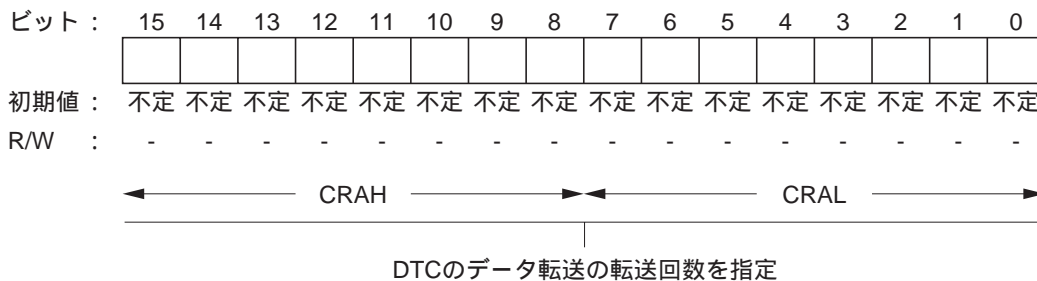 ビット : 15 14 13 12 11 10 9 8 7 6 5 4 3 2 1 0
初期値 : 不定 不定 不定 不定 不定 不定 不定 不定 不定 不定 不定 不定 不定 不定 不定 不定
R/W : - - - - - - - - - - - - - - - -
CRAH CRAL
DTCのデータ転送の転送回数を指定